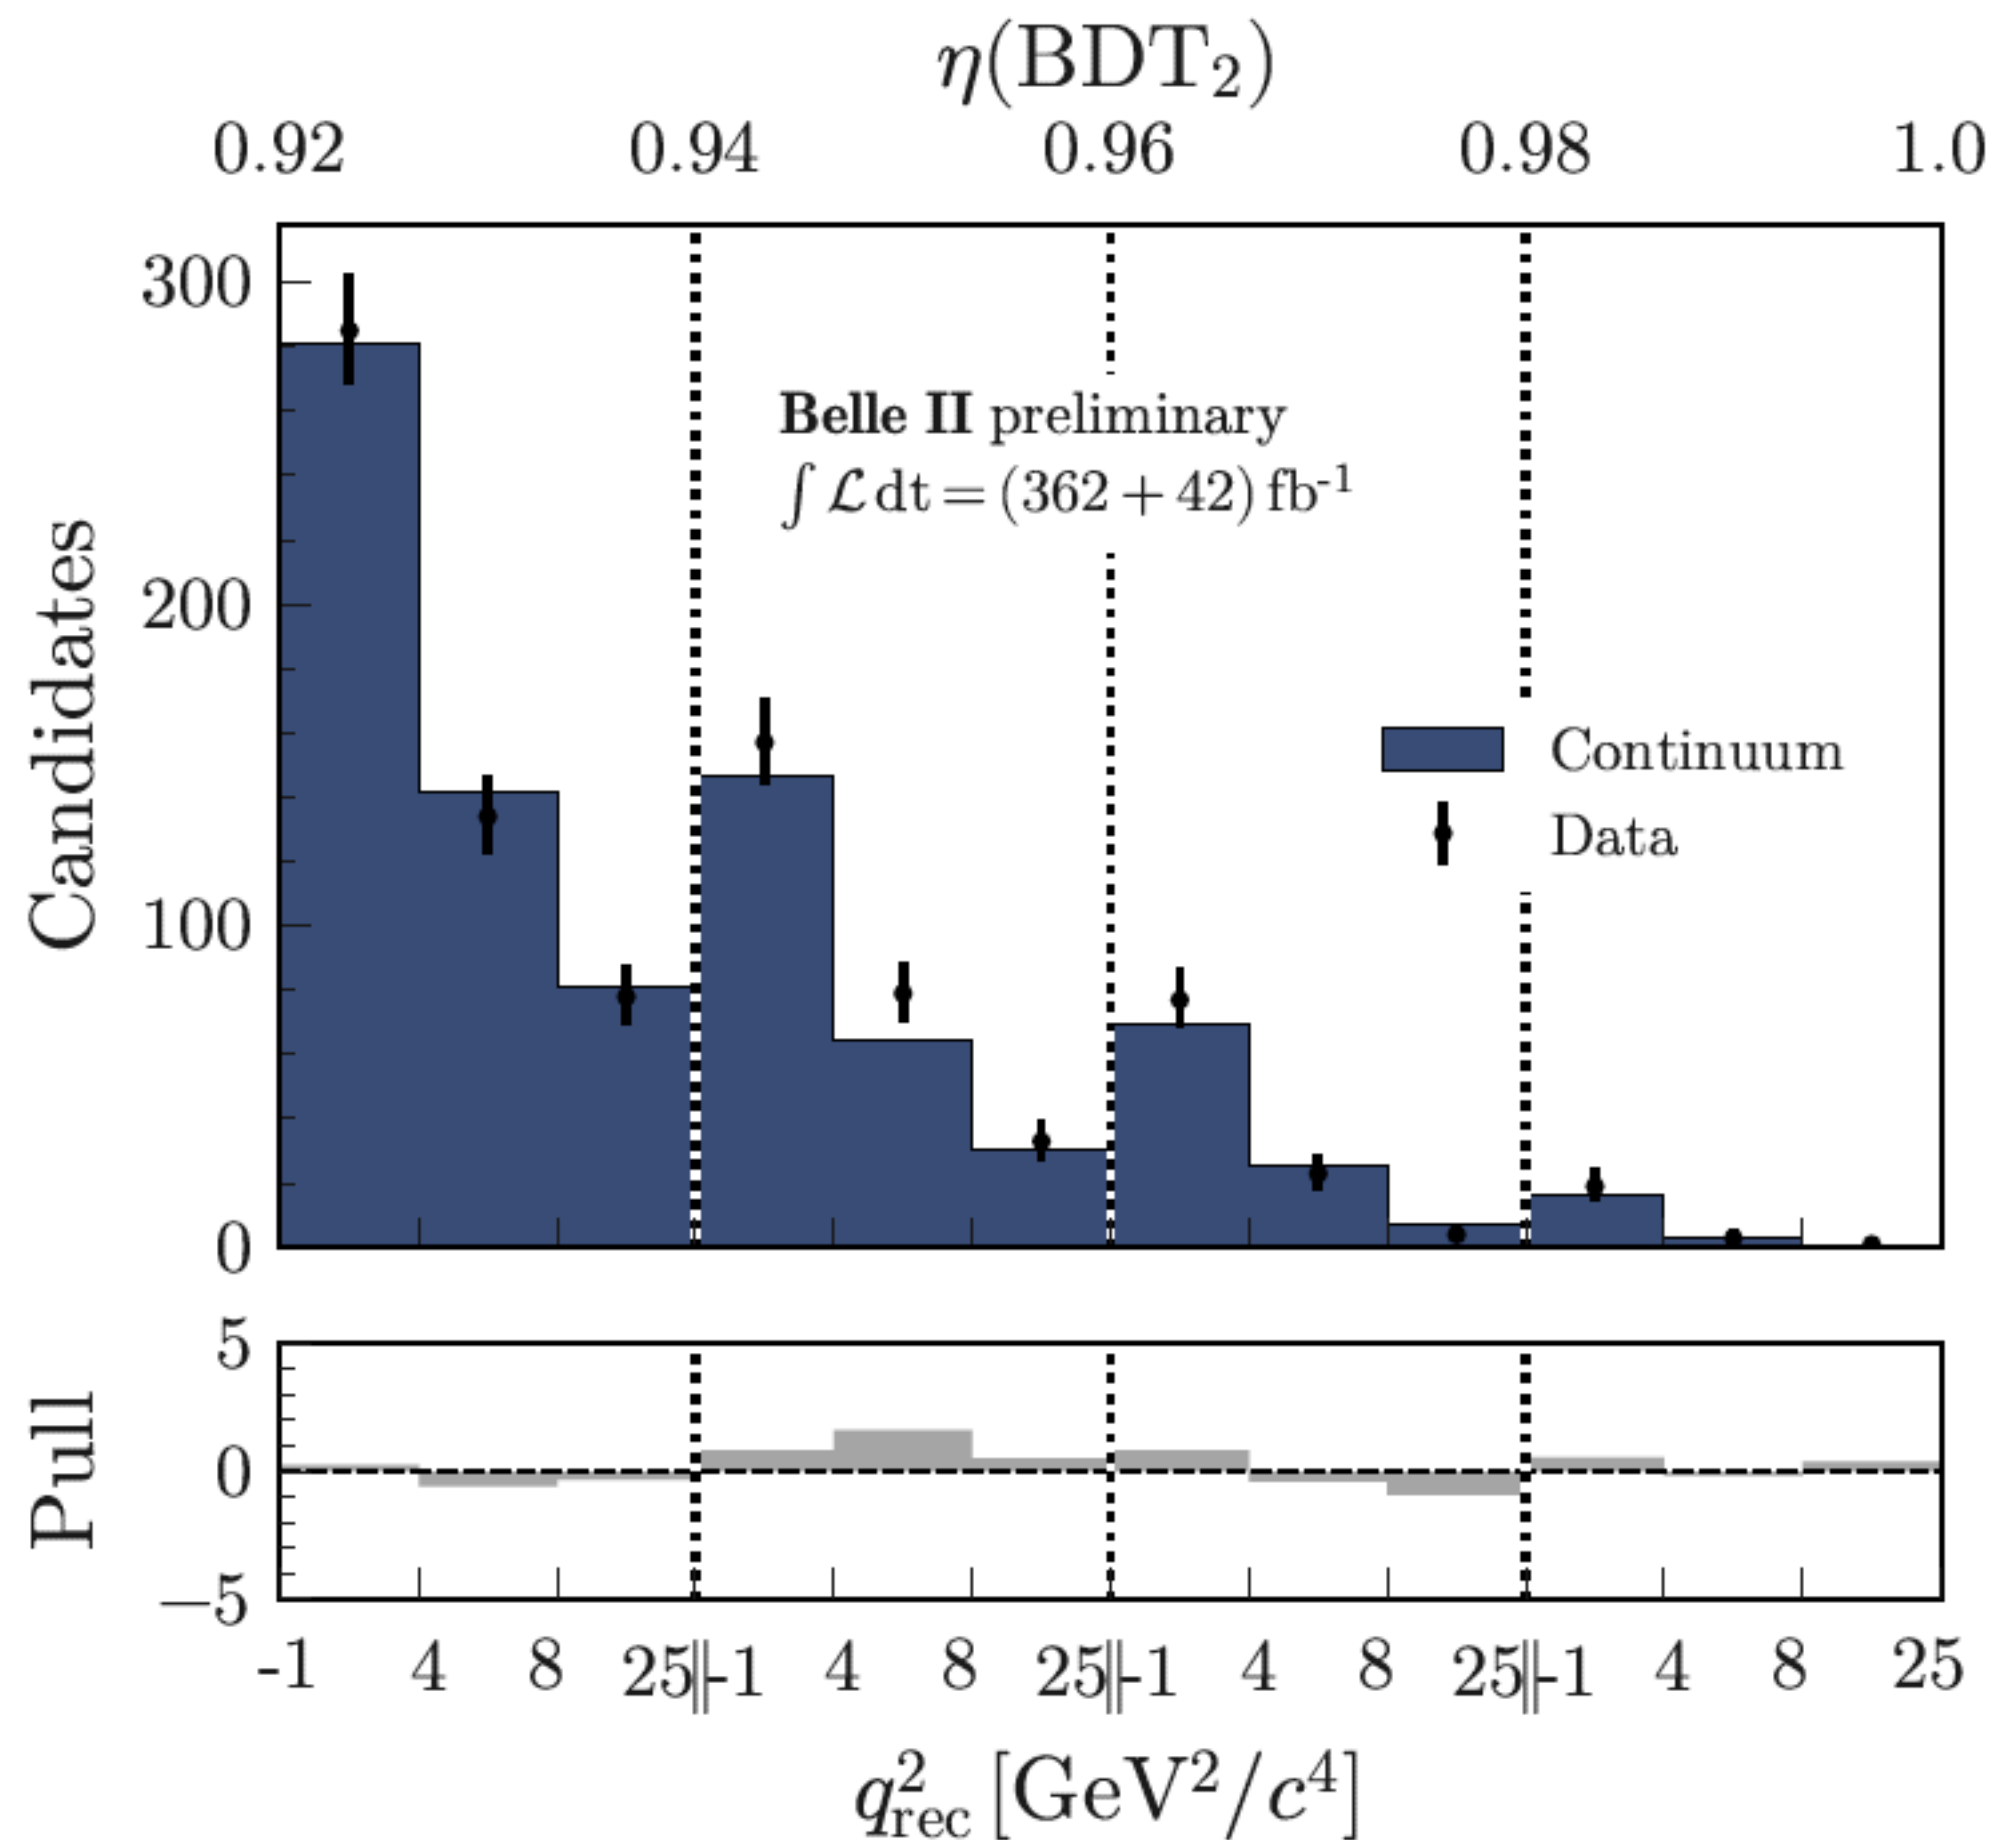 η(BDT₂)
0.92 0.94 0.96 0.98 1.0
300
200
100
0
Candidates
Belle II preliminary
∫ ℒ dt = (362 + 42) fb⁻¹
Continuum
Data
5
0
−5
Pull
-1 4 8 25||-1 4 8 25||-1 4 8 25||-1 4 8 25
q²rec [GeV²/c⁴]